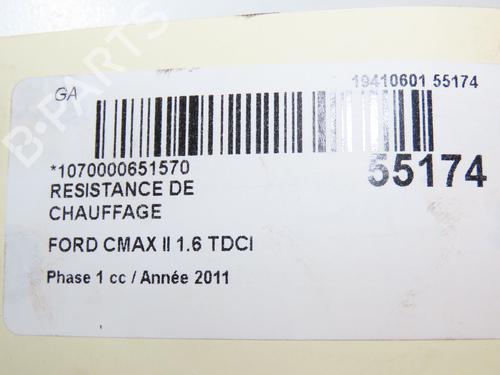 GA
19410601 55174
*1070000651570
55174
RESISTANCE DE
CHAUFFAGE
FORD CMAX II 1.6 TDCI
Phase 1 cc / Année 2011
B-PARTS